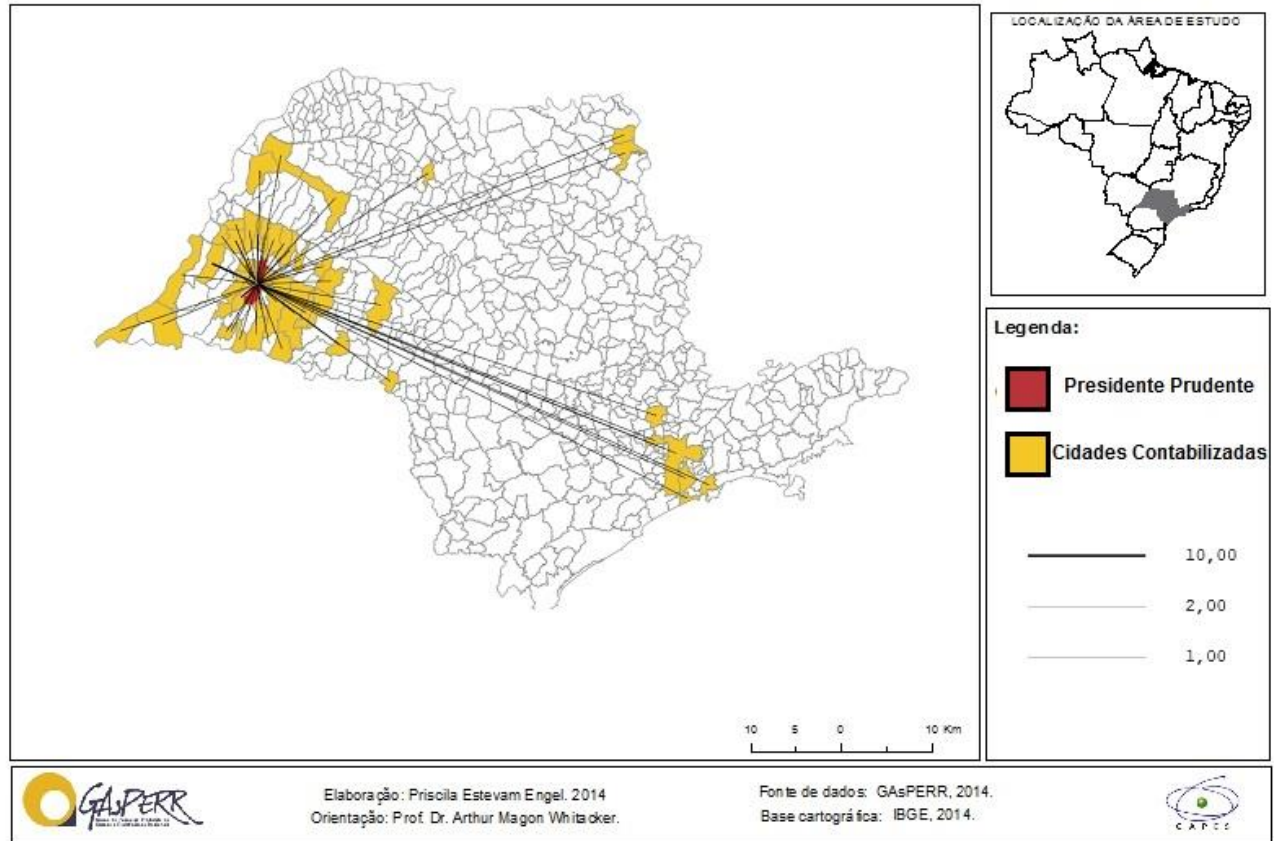 LOCALIZAÇÃO DA ÁREA DE ESTUDO
Legenda:
Presidente Prudente
Cidades Contabilizadas
10,00
2,00
1,00
10 5 0 10 Km
GAsPERR
Elaboração: Priscila Estevam Engel. 2014
Orientação: Prof. Dr. Arthur Magon Whitacker.
Fonte de dados: GAsPERR, 2014.
Base cartográfica: IBGE, 2014.
CAPES